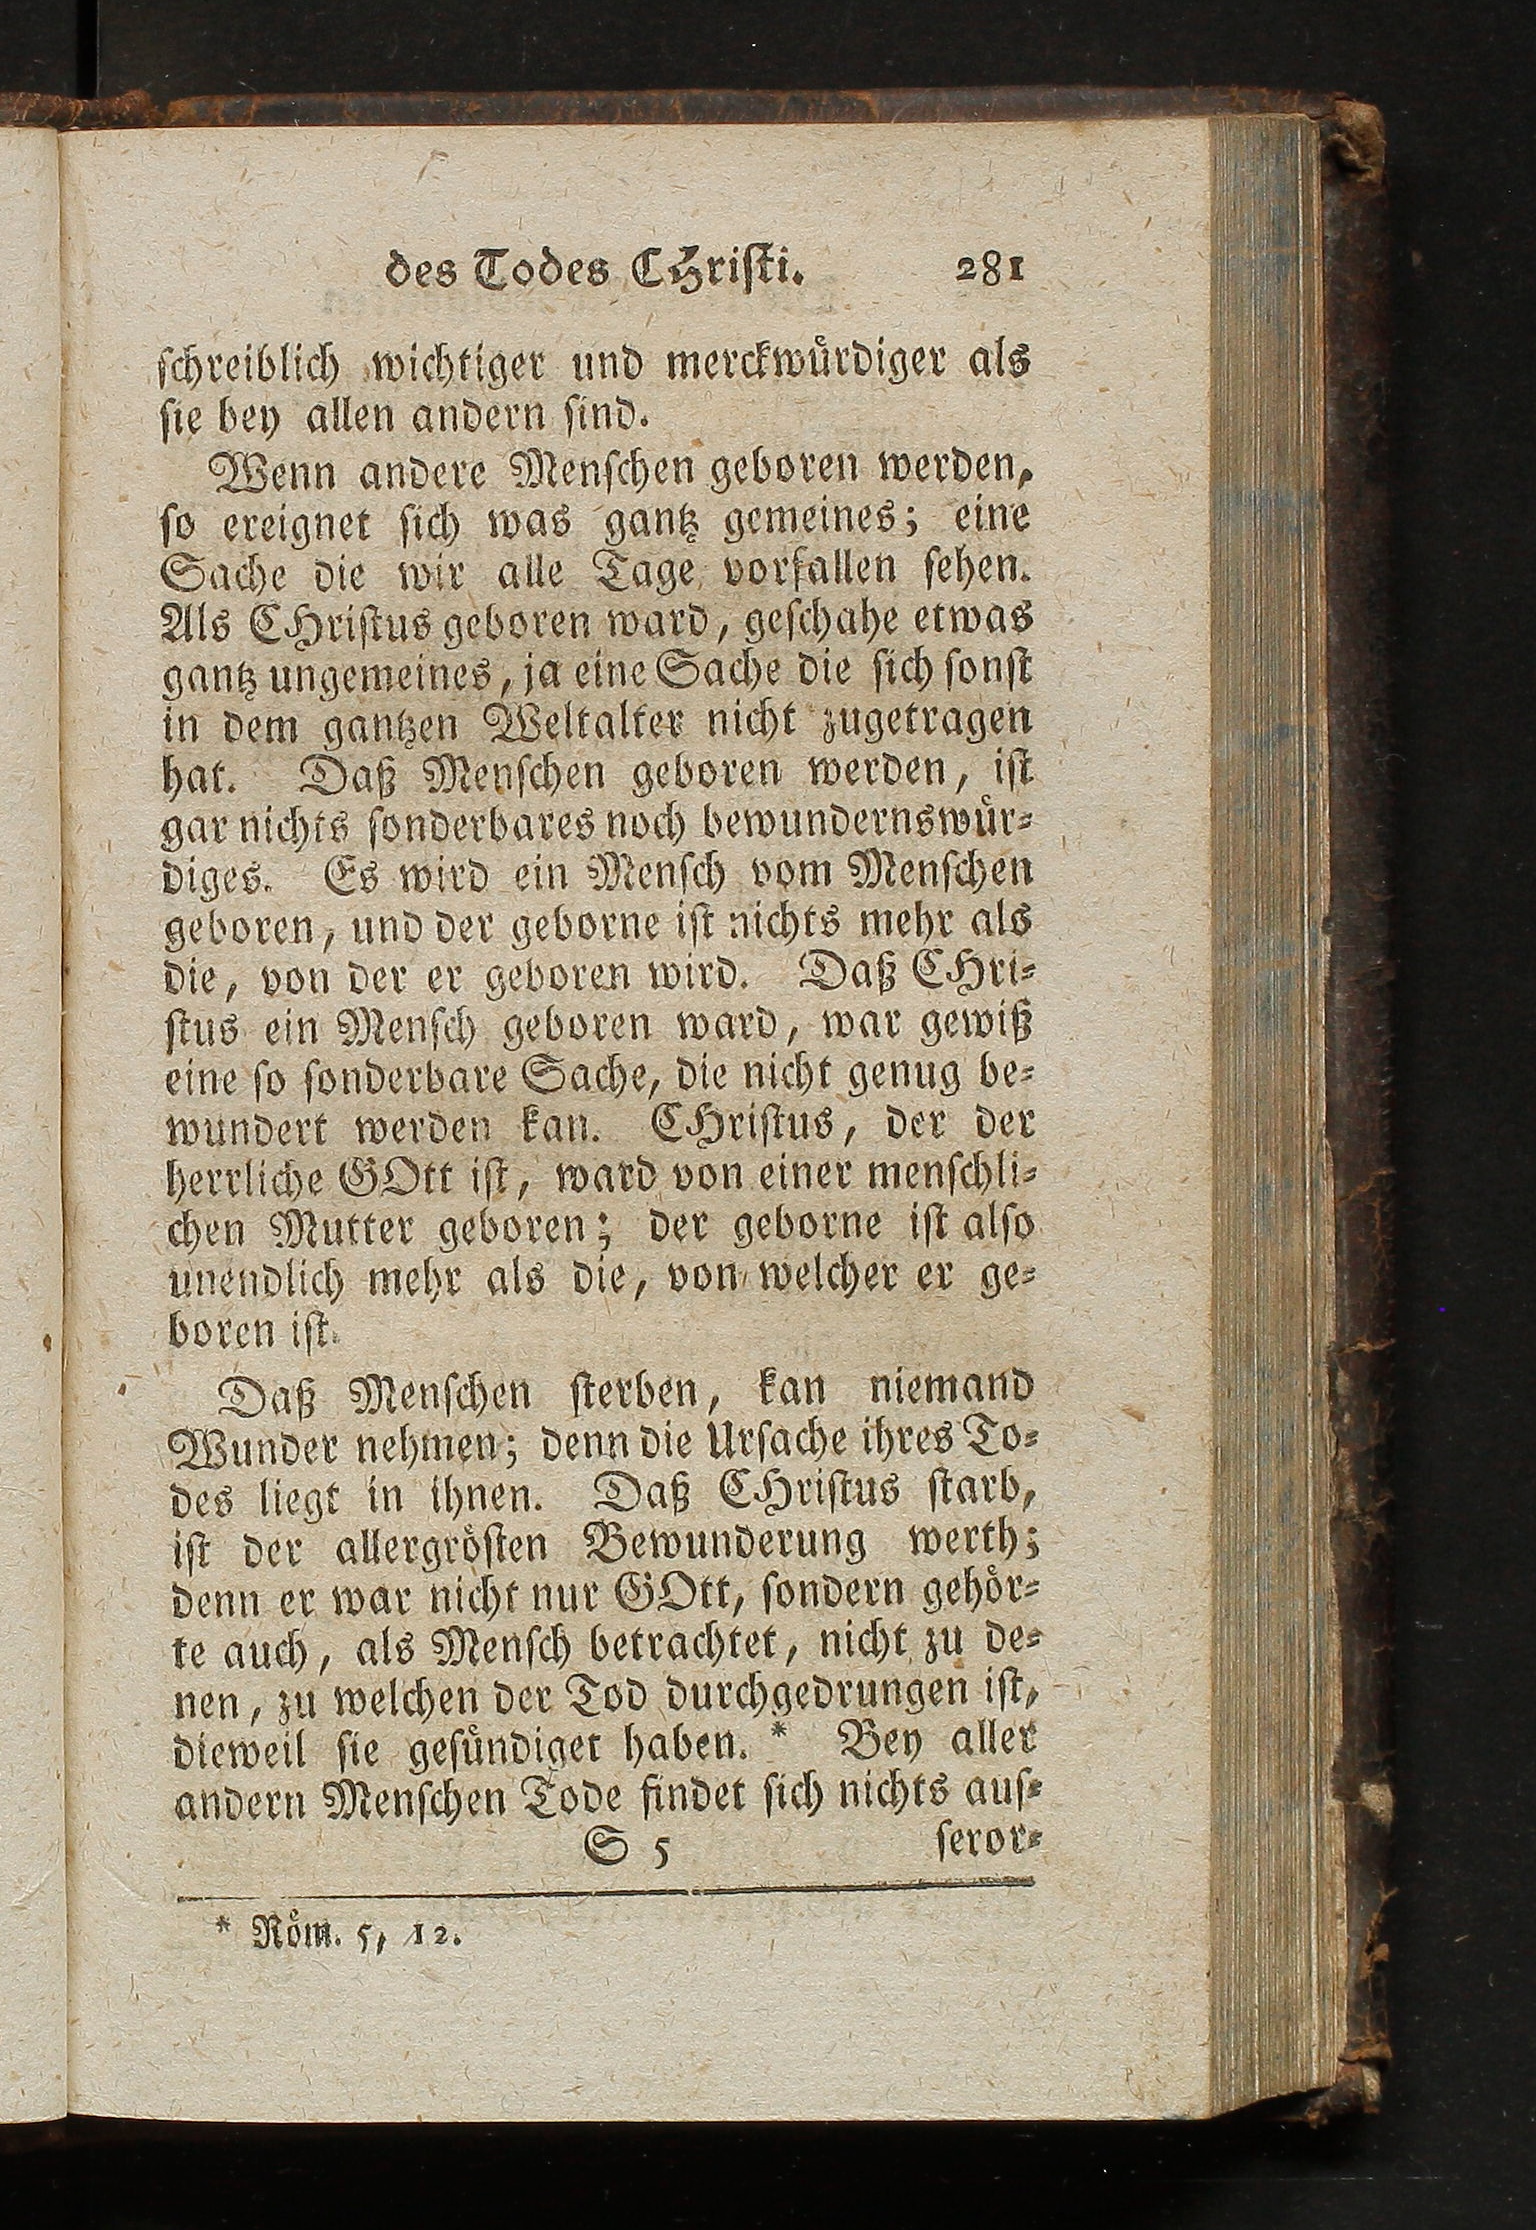 des Todes CHriſti. 281
ſchreiblich wichtiger und merckwuͤrdiger als
ſie bey allen andern ſind.
Wenn andere Menſchen geboren werden,
ſo ereignet ſich was gantz gemeines; eine
Sache die wir alle Tage vorfallen ſehen.
Als CHriſtus geboren ward, geſchahe etwas
gantz ungemeines, ja eine Sache die ſich ſonſt
in dem gantzen Weltalter nicht zugetragen
hat. Daß Menſchen geboren werden, iſt
gar nichts ſonderbares noch bewundernswuͤr⸗
diges. Es wird ein Menſch vom Menſchen
geboren, und der geborne iſt nichts mehr als
die, von der er geboren wird. Daß CHri⸗
ſtus ein Menſch geboren ward, war gewiß
eine ſo ſonderbare Sache, die nicht genug be⸗
wundert werden kan. CHriſtus, der der
herrliche GOtt iſt, ward von einer menſchli⸗
chen Mutter geboren; der geborne iſt alſo
unendlich mehr als die, von welcher er ge⸗
boren iſt.
Daß Menſchen ſterben, kan niemand
Wunder nehmen; denn die Urſache ihres To⸗
des liegt in ihnen. Daß CHriſtus ſtarb,
iſt der allergroͤſten Bewunderung werth;
denn er war nicht nur GOtt, ſondern gehoͤr⸗
te auch, als Menſch betrachtet, nicht zu de⸗
nen, zu welchen der Tod durchgedrungen iſt,
dieweil ſie geſuͤndiget haben. * Bey aller
andern Menſchen Tode findet ſich nichts auſ⸗
S 5 ſeror⸗
* Roͤm. 5, 12.